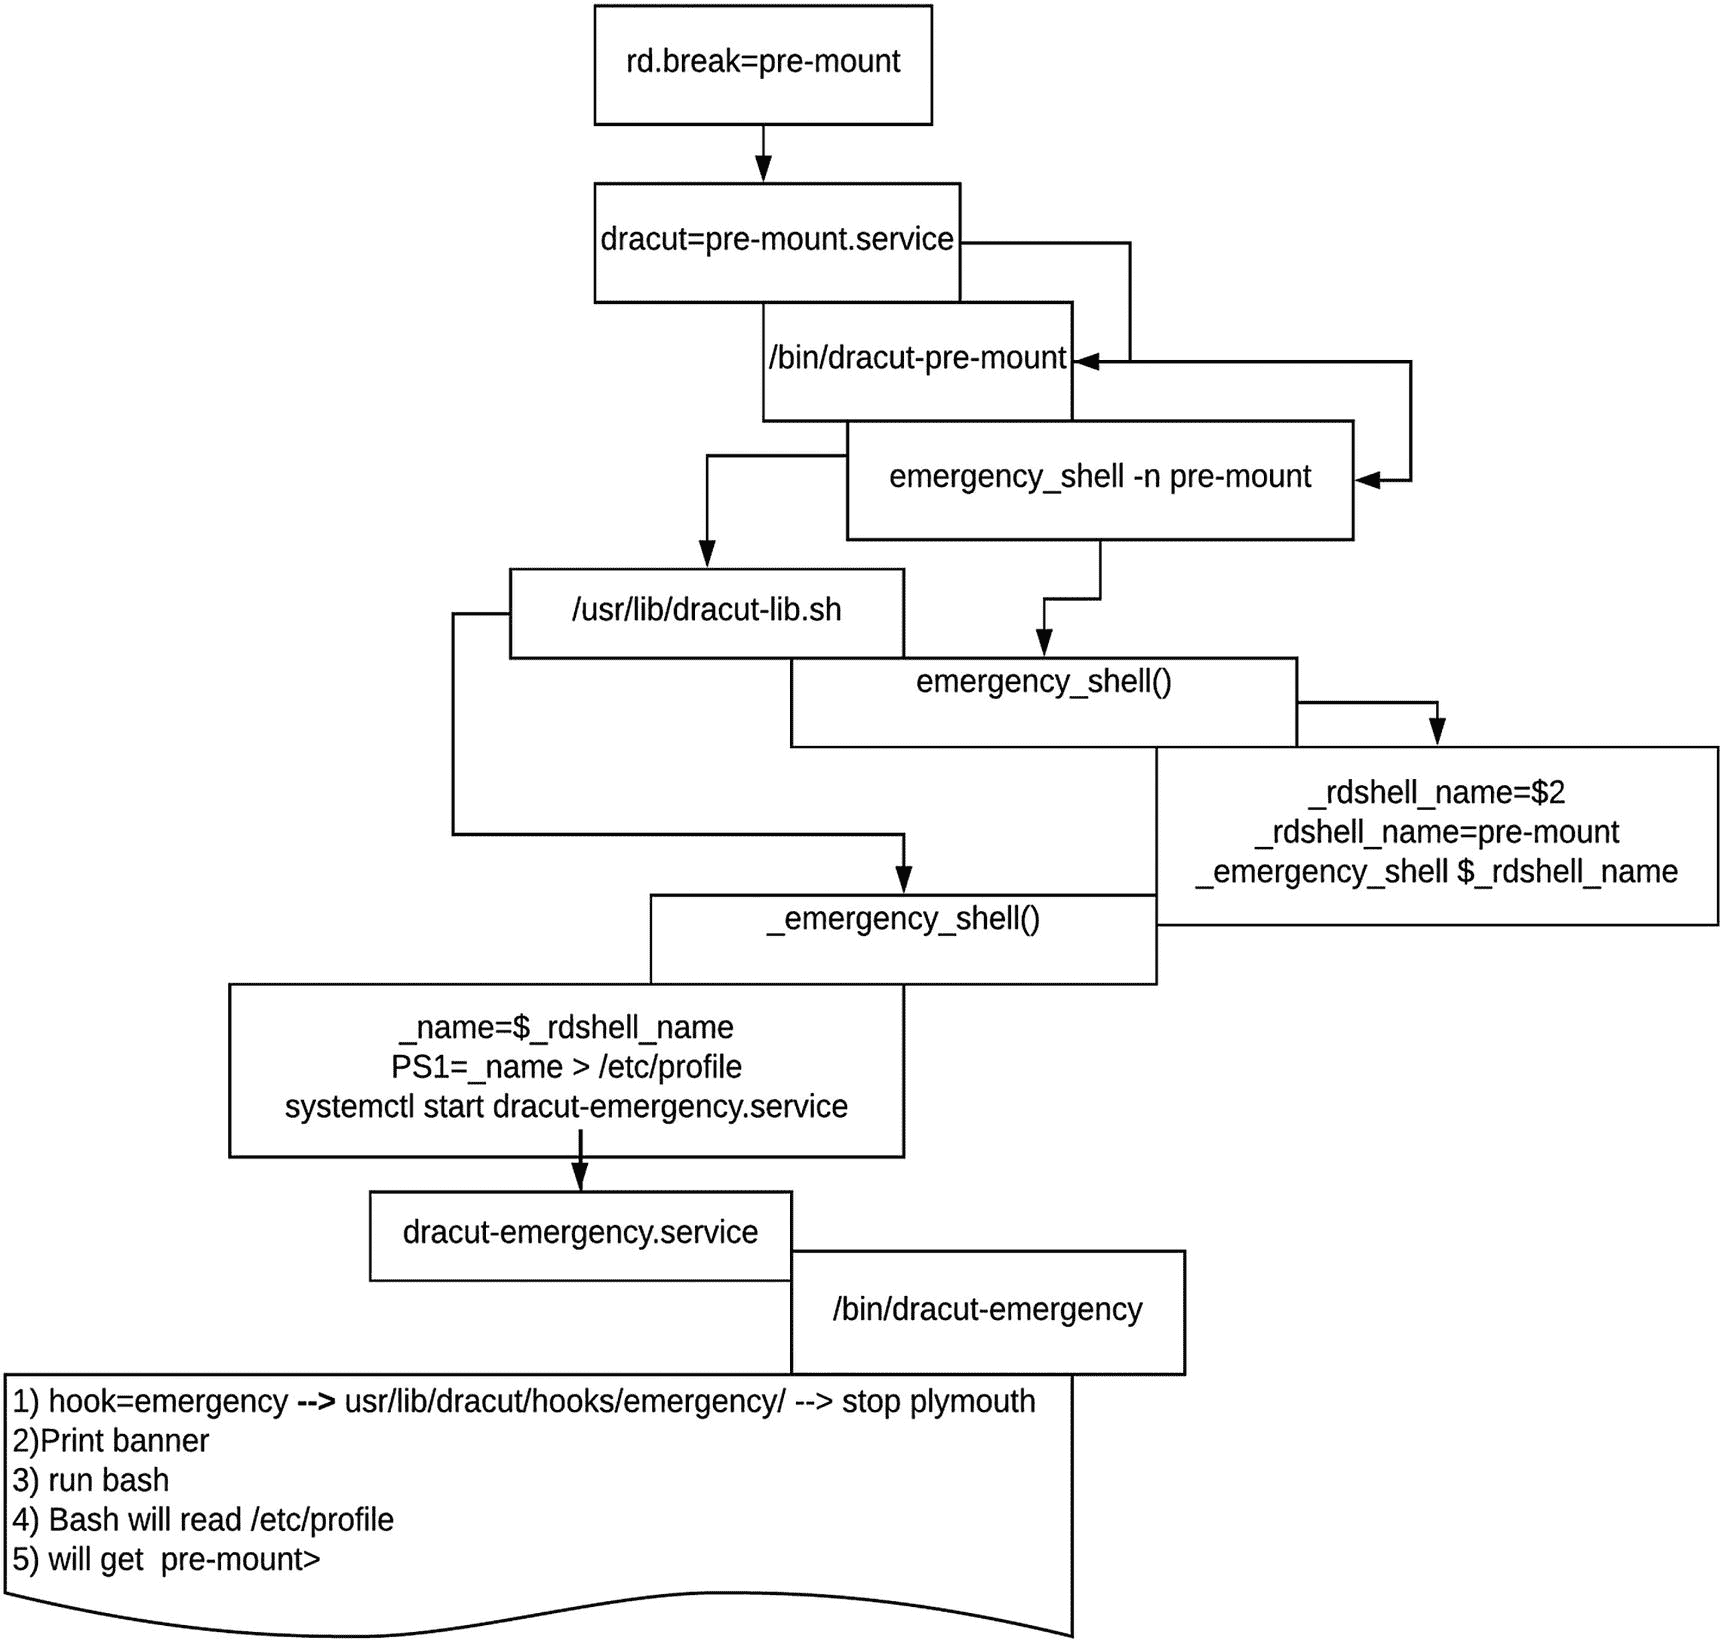 rd.break=pre-mount
dracut=pre-mount.service
/bin/dracut-pre-mount
emergency_shell -n pre-mount
/usr/lib/dracut-lib.sh
emergency_shell()
_rdshell_name=$2
_rdshell_name=pre-mount
_emergency_shell $_rdshell_name
_emergency_shell()
_name=$_rdshell_name
PS1=_name > /etc/profile
systemctl start dracut-emergency.service
dracut-emergency.service
/bin/dracut-emergency
1) hook=emergency --> usr/lib/dracut/hooks/emergency/ --> stop plymouth
2)Print banner
3) run bash
4) Bash will read /etc/profile
5) will get  pre-mount>